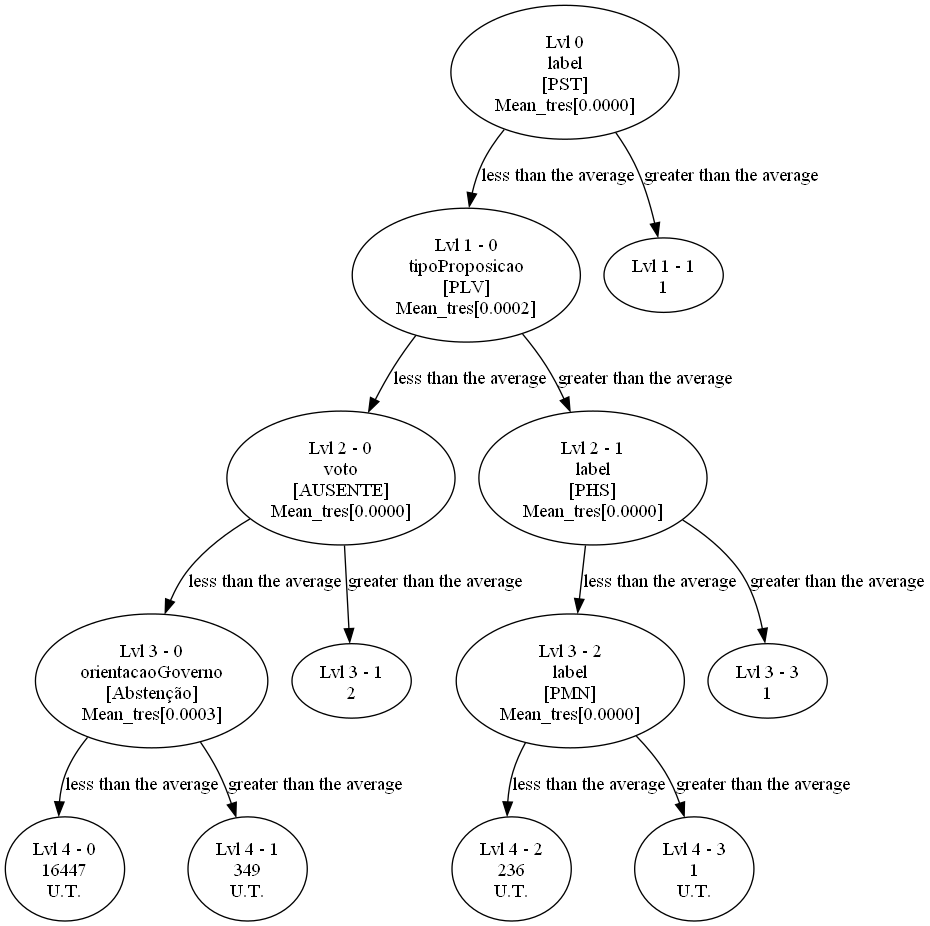 Lvl 0
label
[PST]
Mean_tres[0.0000]
less than the average
greater than the average
Lvl 1 - 0
tipoProposicao
[PLV]
Mean_tres[0.0002]
Lvl 1 - 1
1
less than the average
greater than the average
Lvl 2 - 0
voto
[AUSENTE]
Mean_tres[0.0000]
Lvl 2 - 1
label
[PHS]
Mean_tres[0.0000]
less than the average
greater than the average
less than the average
greater than the average
Lvl 3 - 0
orientacaoGoverno
[Abstenção]
Mean_tres[0.0003]
Lvl 3 - 1
2
Lvl 3 - 2
label
[PMN]
Mean_tres[0.0000]
Lvl 3 - 3
1
less than the average
greater than the average
less than the average
greater than the average
Lvl 4 - 0
16447
U.T.
Lvl 4 - 1
349
U.T.
Lvl 4 - 2
236
U.T.
Lvl 4 - 3
1
U.T.